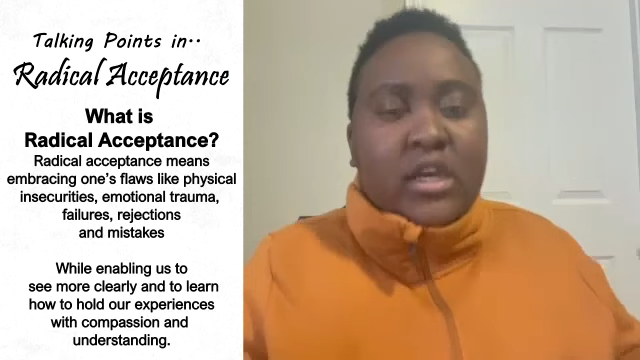 Talking Points in..
Radical Acceptance
What is
Radical Acceptance?
Radical acceptance means
embracing one's flaws like physical
insecurities, emotional trauma,
failures, rejections
and mistakes
While enabling us to
see more clearly and to learn
how to hold our experiences
with compassion and
understanding.